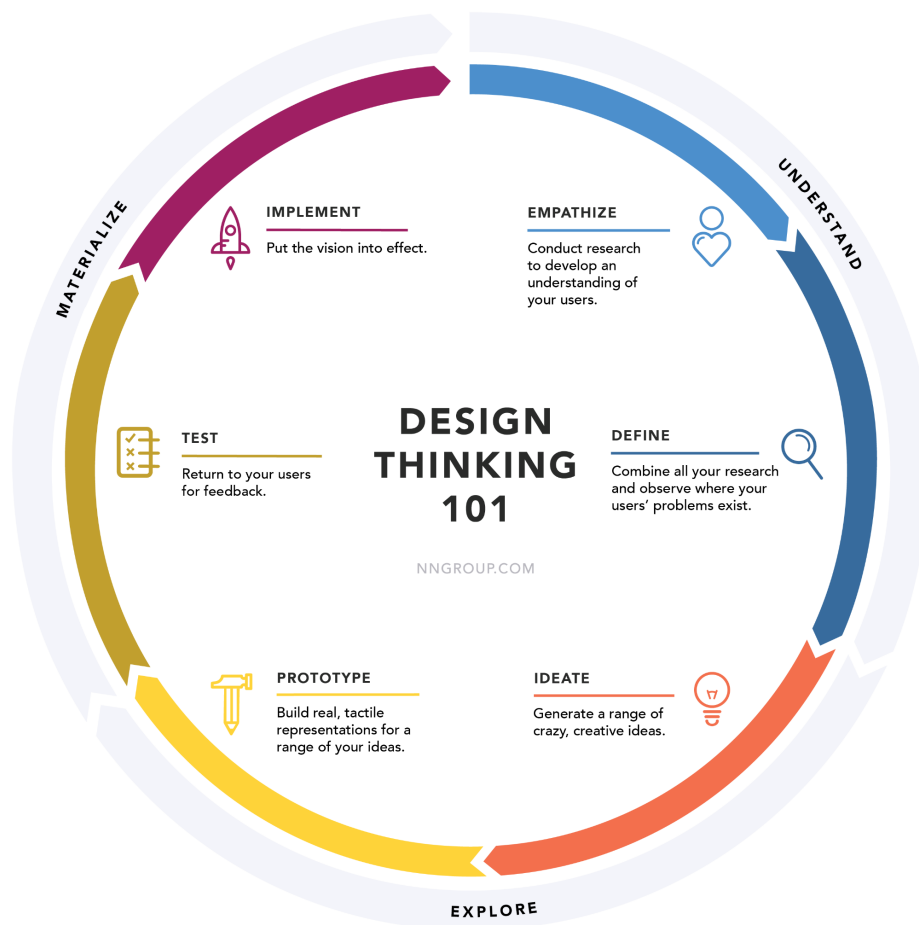 DESIGN
THINKING
101
NNGROUP.COM
UNDERSTAND
EMPATHIZE
Conduct research
to develop an
understanding of
your users.
DEFINE
Combine all your research
and observe where your
users’ problems exist.
EXPLORE
IDEATE
Generate a range of
crazy, creative ideas.
PROTOTYPE
Build real, tactile
representations for a
range of your ideas.
MATERIALIZE
TEST
Return to your users
for feedback.
IMPLEMENT
Put the vision into effect.